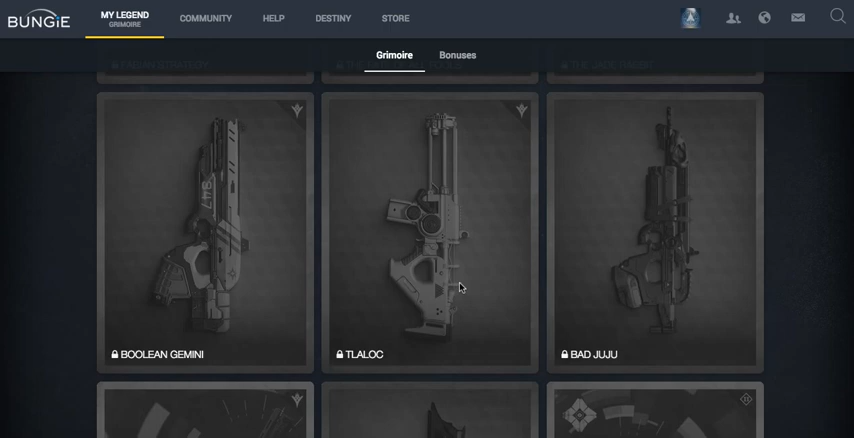 BUNGiE
MY LEGEND
GRIMOIRE
COMMUNITY
HELP
DESTINY
STORE
Grimoire
Bonuses
BOOLEAN GEMINI
TLALOC
BAD JUJU